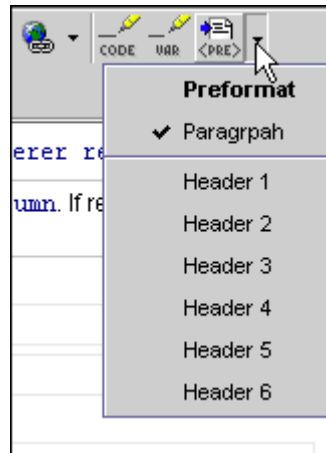 CODE VAR <PRE>
Preformat
Paragrpah
erer re
Header 1
umn. If re
Header 2
Header 3
Header 4
Header 5
Header 6